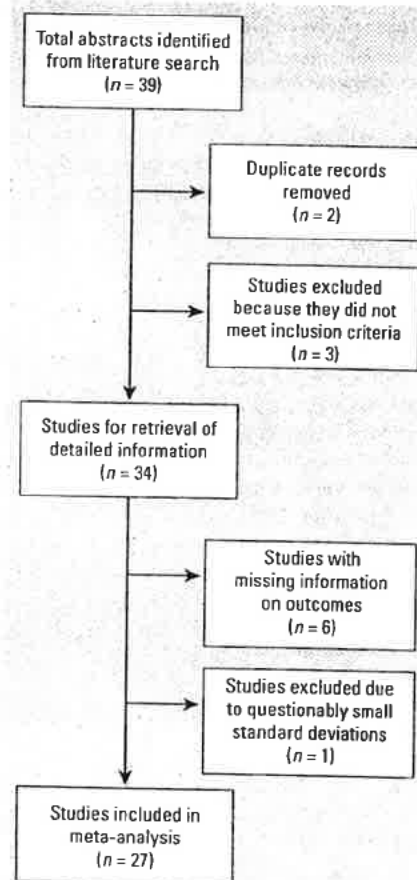 Total abstracts identified
from literature search
(n = 39)
Duplicate records
removed
(n = 2)
Studies excluded
because they did not
meet inclusion criteria
(n = 3)
Studies for retrieval of
detailed information
(n = 34)
Studies with
missing information
on outcomes
(n = 6)
Studies excluded due
to questionably small
standard deviations
(n = 1)
Studies included in
meta-analysis
(n = 27)